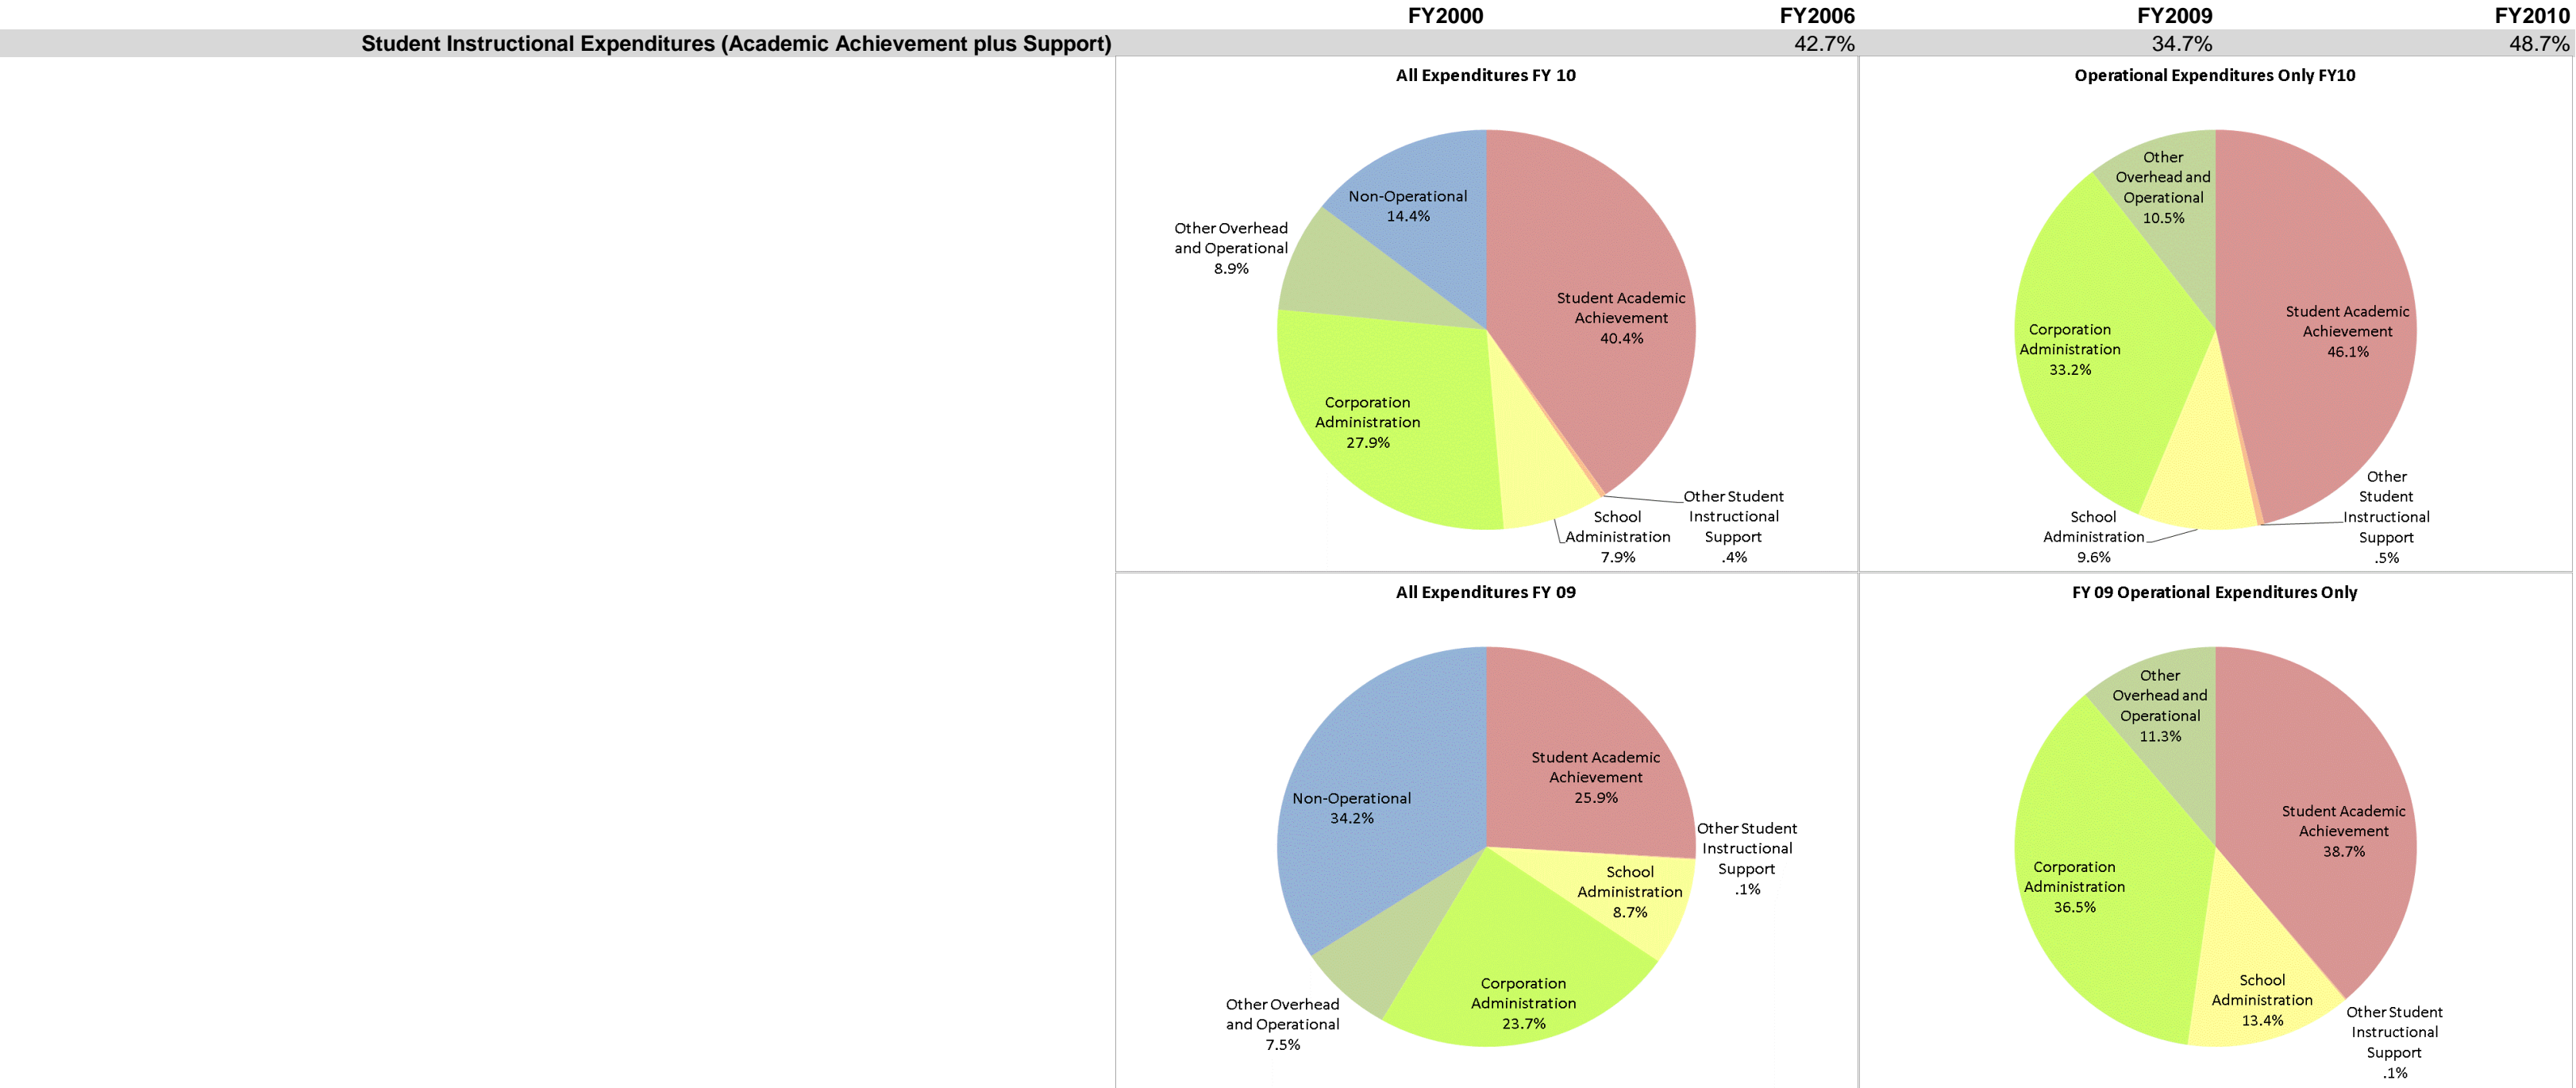 FY2000 FY2006 FY2009 FY2010
Student Instructional Expenditures (Academic Achievement plus Support) 42.7% 34.7% 48.7%
All Expenditures FY 10
Non-Operational
14.4%
Other Overhead
and Operational
8.9%
Student Academic
Achievement
40.4%
Corporation
Administration
27.9%
School
Administration
7.9%
Other Student
Instructional
Support
.4%
Operational Expenditures Only FY10
Other
Overhead and
Operational
10.5%
Student Academic
Achievement
46.1%
Corporation
Administration
33.2%
School
Administration
9.6%
Other
Student
Instructional
Support
.5%
All Expenditures FY 09
Student Academic
Achievement
25.9%
Non-Operational
34.2%
Other Student
Instructional
Support
.1%
School
Administration
8.7%
Corporation
Administration
23.7%
Other Overhead
and Operational
7.5%
FY 09 Operational Expenditures Only
Other
Overhead and
Operational
11.3%
Student Academic
Achievement
38.7%
Corporation
Administration
36.5%
School
Administration
13.4%
Other Student
Instructional
Support
.1%